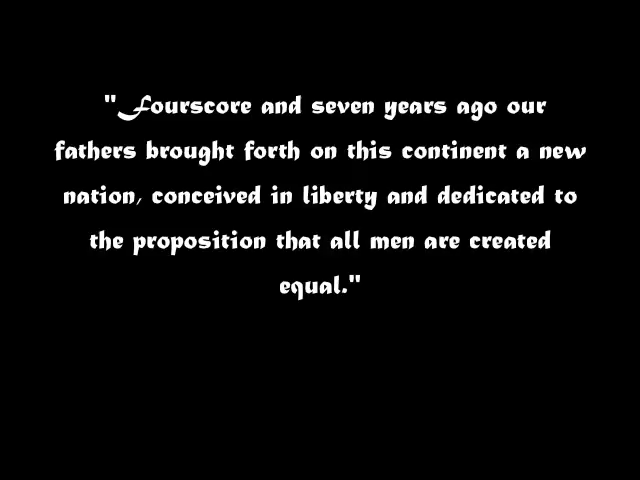 "Fourscore and seven years ago our
fathers brought forth on this continent a new
nation, conceived in liberty and dedicated to
the proposition that all men are created
equal."